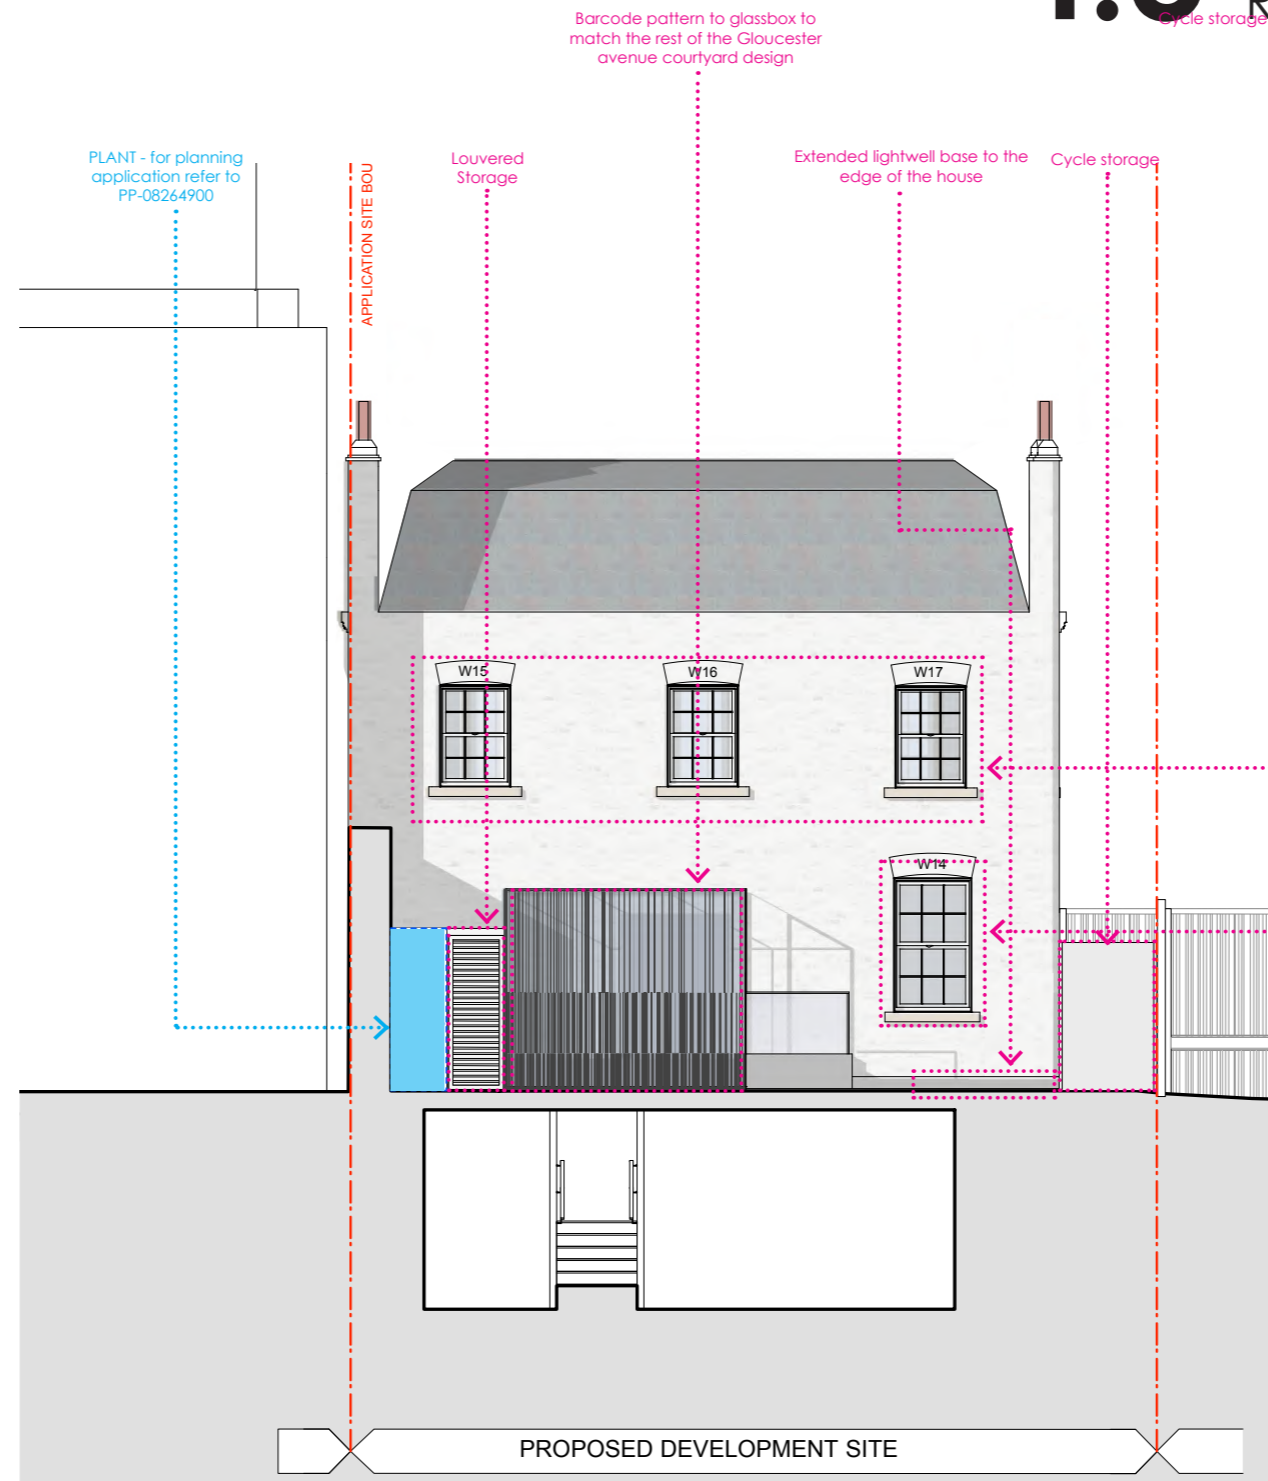 Barcode pattern to glassbox to
match the rest of the Gloucester
avenue courtyard design
Cycle storage
PLANT - for planning
application refer to
PP-08264900
APPLICATION SITE BOU
Louvered
Storage
Extended lightwell base to the
edge of the house
Cycle storage
W15
W16
W17
W14
PROPOSED DEVELOPMENT SITE